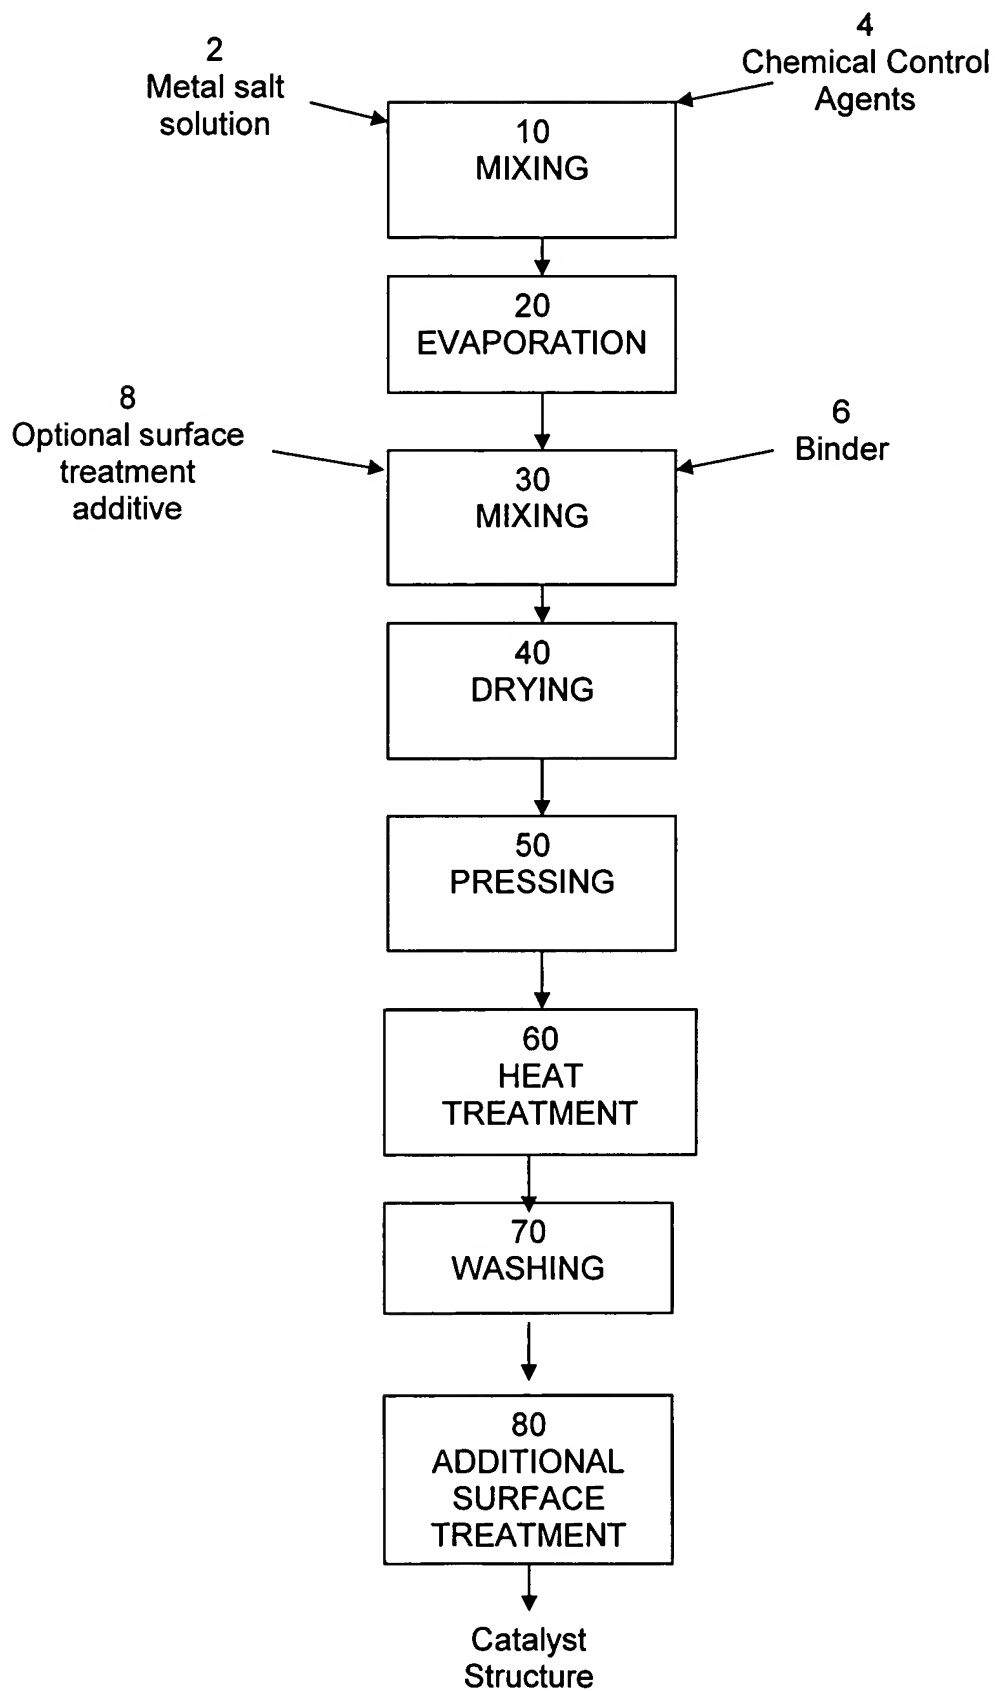 2
Metal salt
solution
4
Chemical Control
Agents
10
MIXING
20
EVAPORATION
8
Optional surface
treatment
additive
6
Binder
30
MIXING
40
DRYING
50
PRESSING
60
HEAT
TREATMENT
70
WASHING
80
ADDITIONAL
SURFACE
TREATMENT
Catalyst
Structure